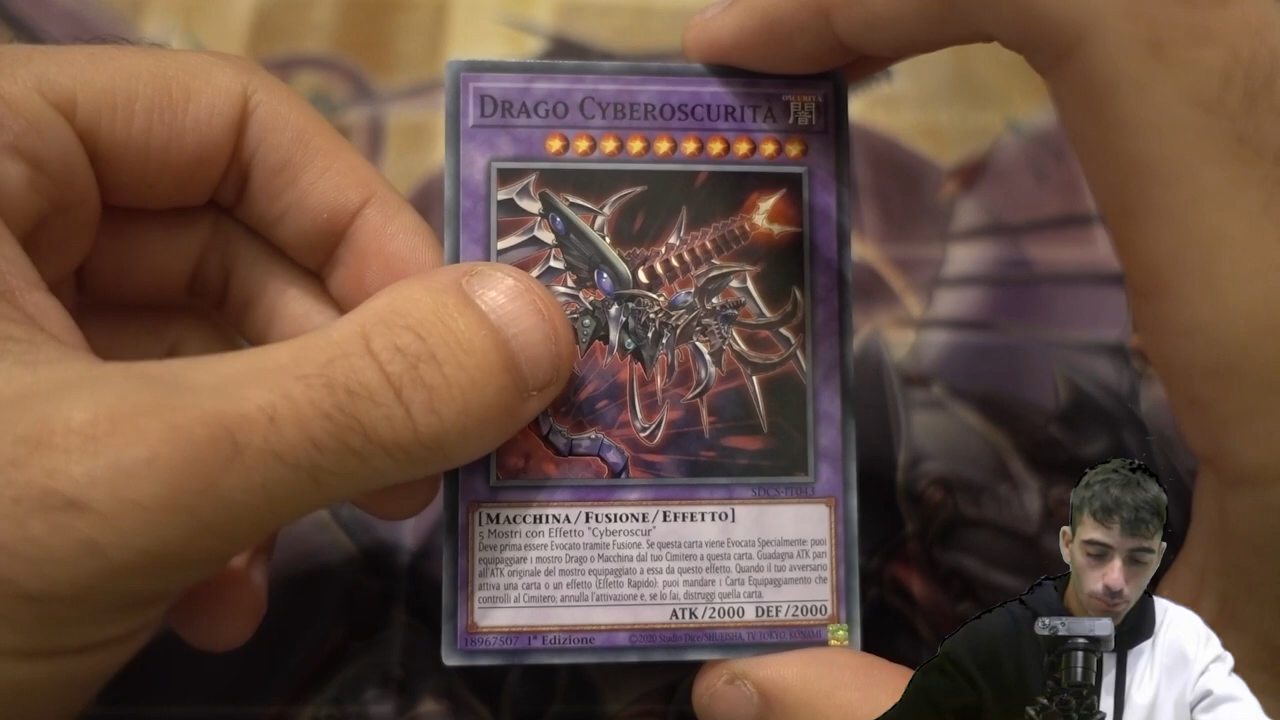 DRAGO CYBEROSCURITÀ
OSCURITÀ
闇
SDCS-IT043
[MACCHINA/FUSIONE/EFFETTO]
5 Mostri con Effetto "Cyberoscur"
Deve prima essere Evocato tramite Fusione. Se questa carta viene Evocata Specialmente: puoi
equipaggiare 1 mostro Drago o Macchina dal tuo Cimitero a questa carta. Guadagna ATK pari
all'ATK originale del mostro equipaggiato a essa da questo effetto. Quando il tuo avversario
attiva una carta o un effetto (Effetto Rapido): puoi mandare 1 Carta Equipaggiamento che
controlli al Cimitero; annulla l'attivazione e, se lo fai, distruggi quella carta.
ATK/2000 DEF/2000
18967507 1ª Edizione ©2020 Studio Dice/SHUEISHA, TV TOKYO, KONAMI